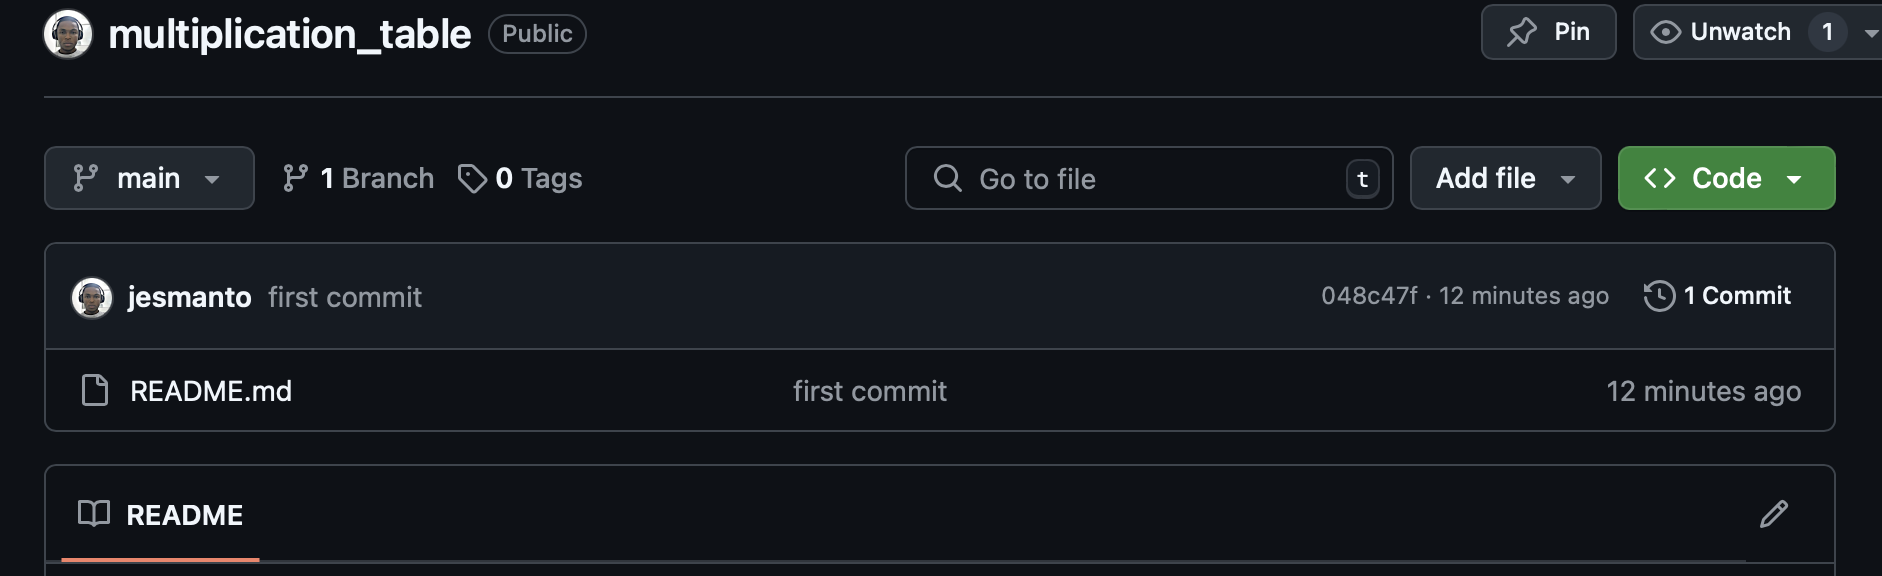 multiplication_table Public Pin Unwatch 1
main 1 Branch 0 Tags Go to file t Add file Code
jesmanto first commit 048c47f · 12 minutes ago 1 Commit
README.md first commit 12 minutes ago
README